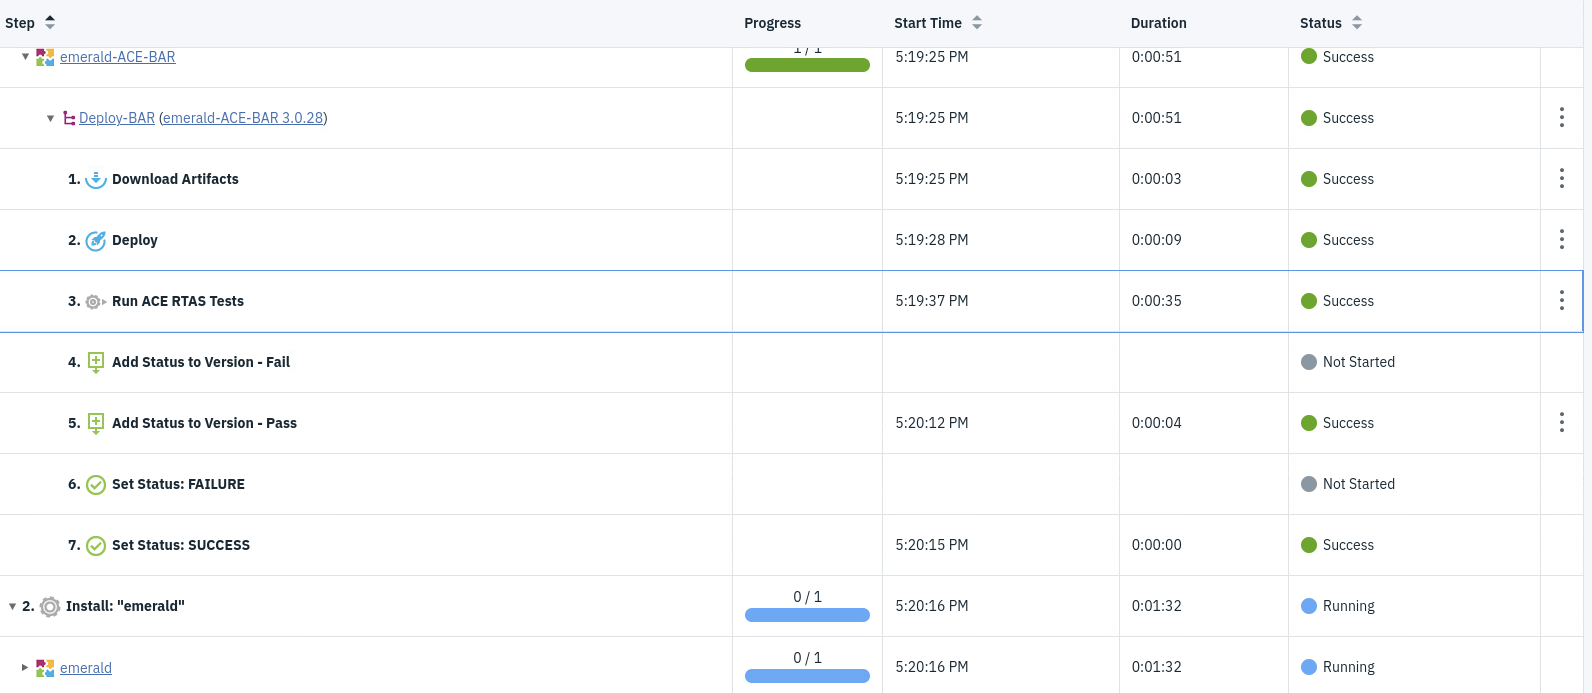 Step Progress Start Time Duration Status
emerald-ACE-BAR 1 / 1 5:19:25 PM 0:00:51 Success
Deploy-BAR (emerald-ACE-BAR 3.0.28) 5:19:25 PM 0:00:51 Success
1. Download Artifacts 5:19:25 PM 0:00:03 Success
2. Deploy 5:19:28 PM 0:00:09 Success
3. Run ACE RTAS Tests 5:19:37 PM 0:00:35 Success
4. Add Status to Version - Fail Not Started
5. Add Status to Version - Pass 5:20:12 PM 0:00:04 Success
6. Set Status: FAILURE Not Started
7. Set Status: SUCCESS 5:20:15 PM 0:00:00 Success
2. Install: "emerald" 0 / 1 5:20:16 PM 0:01:32 Running
emerald 0 / 1 5:20:16 PM 0:01:32 Running